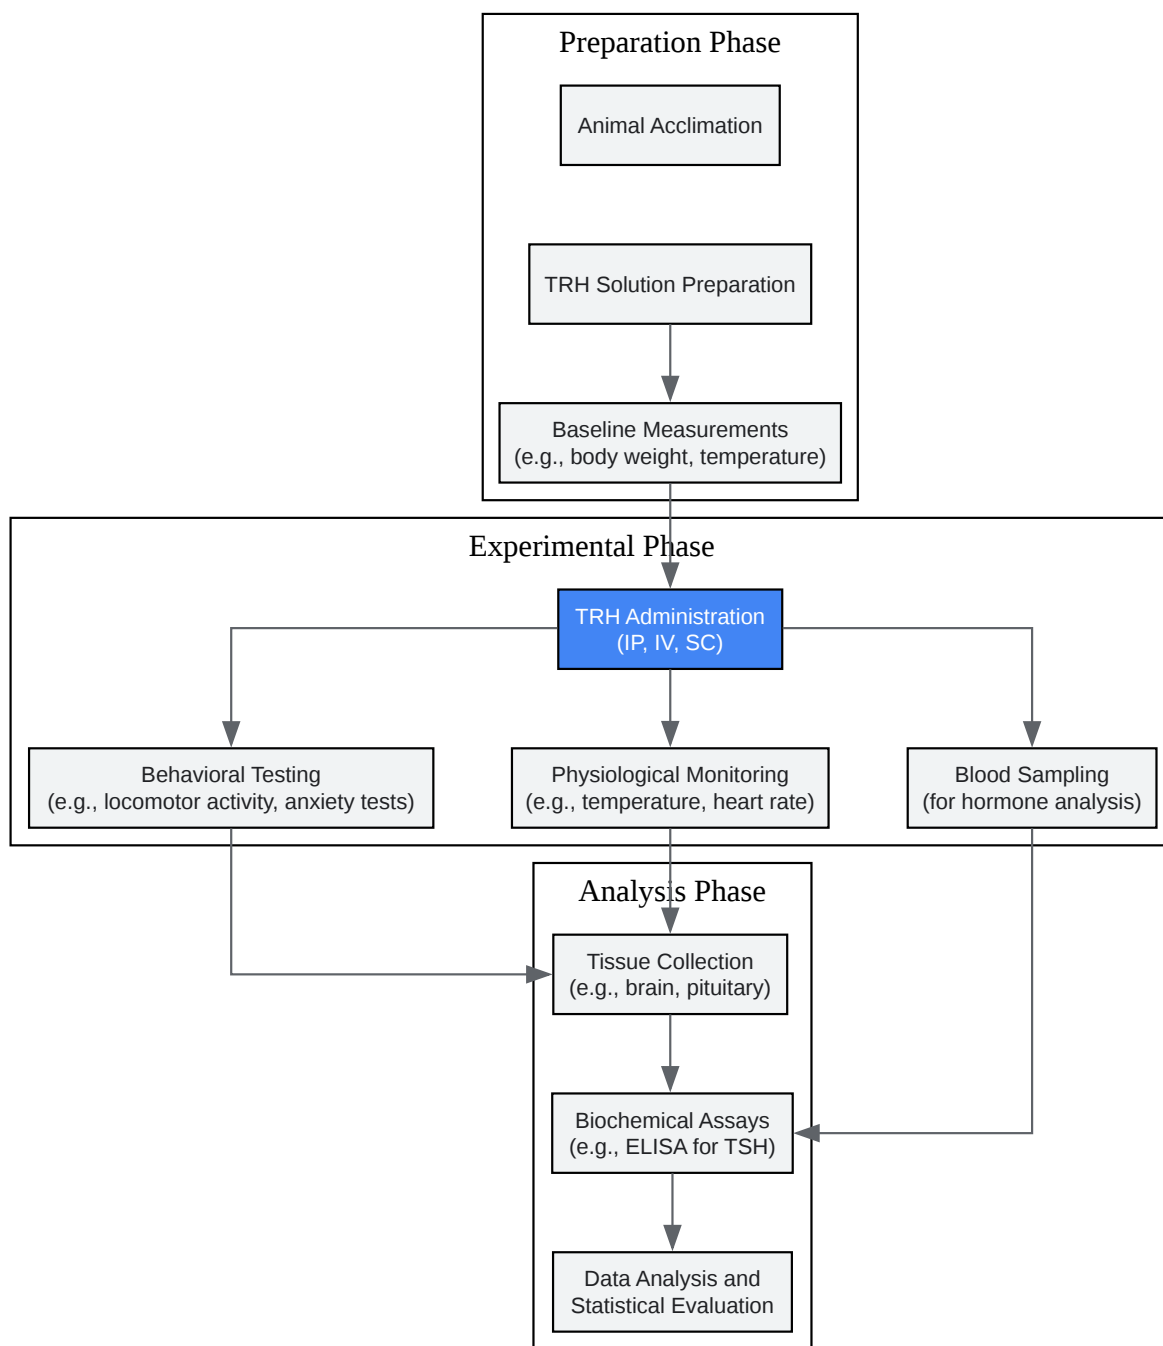 Preparation Phase
Animal Acclimation
TRH Solution Preparation
Baseline Measurements
(e.g., body weight, temperature)
Experimental Phase
TRH Administration
(IP, IV, SC)
Behavioral Testing
(e.g., locomotor activity, anxiety tests)
Physiological Monitoring
(e.g., temperature, heart rate)
Blood Sampling
(for hormone analysis)
Analysis Phase
Tissue Collection
(e.g., brain, pituitary)
Biochemical Assays
(e.g., ELISA for TSH)
Data Analysis and
Statistical Evaluation